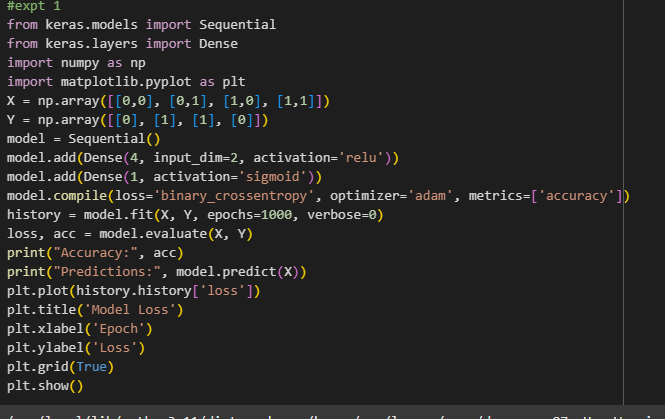 #expt 1
from keras.models import Sequential
from keras.layers import Dense
import numpy as np
import matplotlib.pyplot as plt
X = np.array([[0,0], [0,1], [1,0], [1,1]])
Y = np.array([[0], [1], [1], [0]])
model = Sequential()
model.add(Dense(4, input_dim=2, activation='relu'))
model.add(Dense(1, activation='sigmoid'))
model.compile(loss='binary_crossentropy', optimizer='adam', metrics=['accuracy'])
history = model.fit(X, Y, epochs=1000, verbose=0)
loss, acc = model.evaluate(X, Y)
print("Accuracy:", acc)
print("Predictions:", model.predict(X))
plt.plot(history.history['loss'])
plt.title('Model Loss')
plt.xlabel('Epoch')
plt.ylabel('Loss')
plt.grid(True)
plt.show()